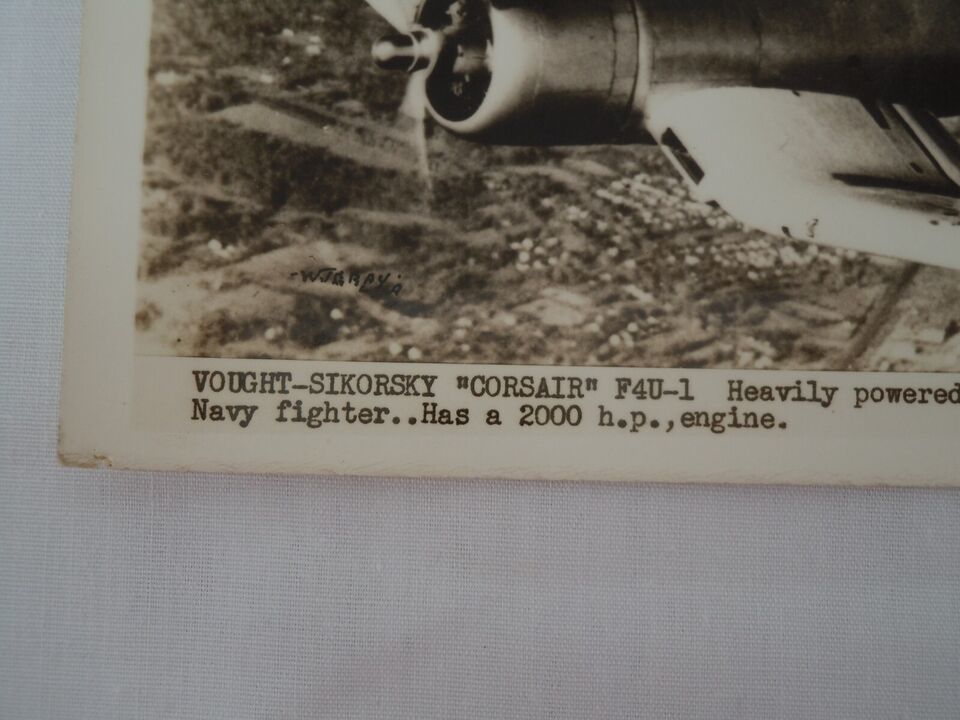 VOUGHT-SIKORSKY "CORSAIR" F4U-1 Heavily powered
Navy fighter..Has a 2000 h.p.,engine.